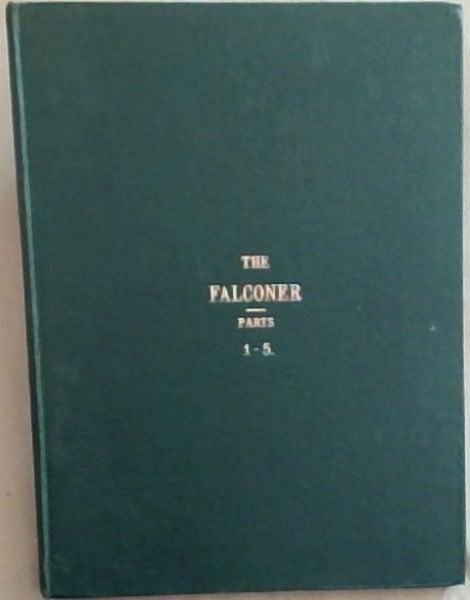 THE
FALCONER
PARTS
1-5.